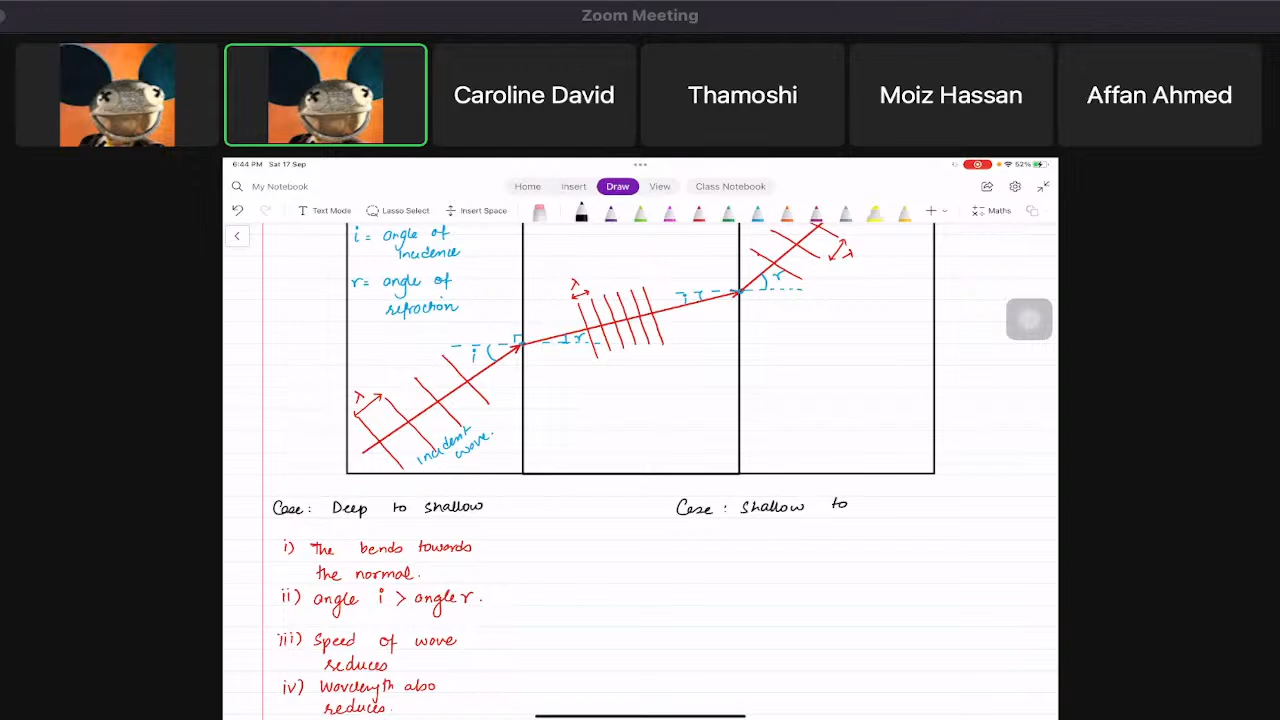 Zoom Meeting
Caroline David
Thamoshi
Moiz Hassan
Affan Ahmed
6:44 PM Sat 17 Sep
52%
My Notebook
Home
Insert
Draw
View
Class Notebook
Text Mode
Lasso Select
Insert Space
Maths
i = angle of
incidence
r = angle of
refraction
λ
i
r
λ
i
r
λ
incident
wave.
Case: Deep to shallow
Case: Shallow to
i) The bends towards
the normal.
ii) angle i > angle r.
iii) Speed of wave
reduces
iv) Wavelength also
reduces.